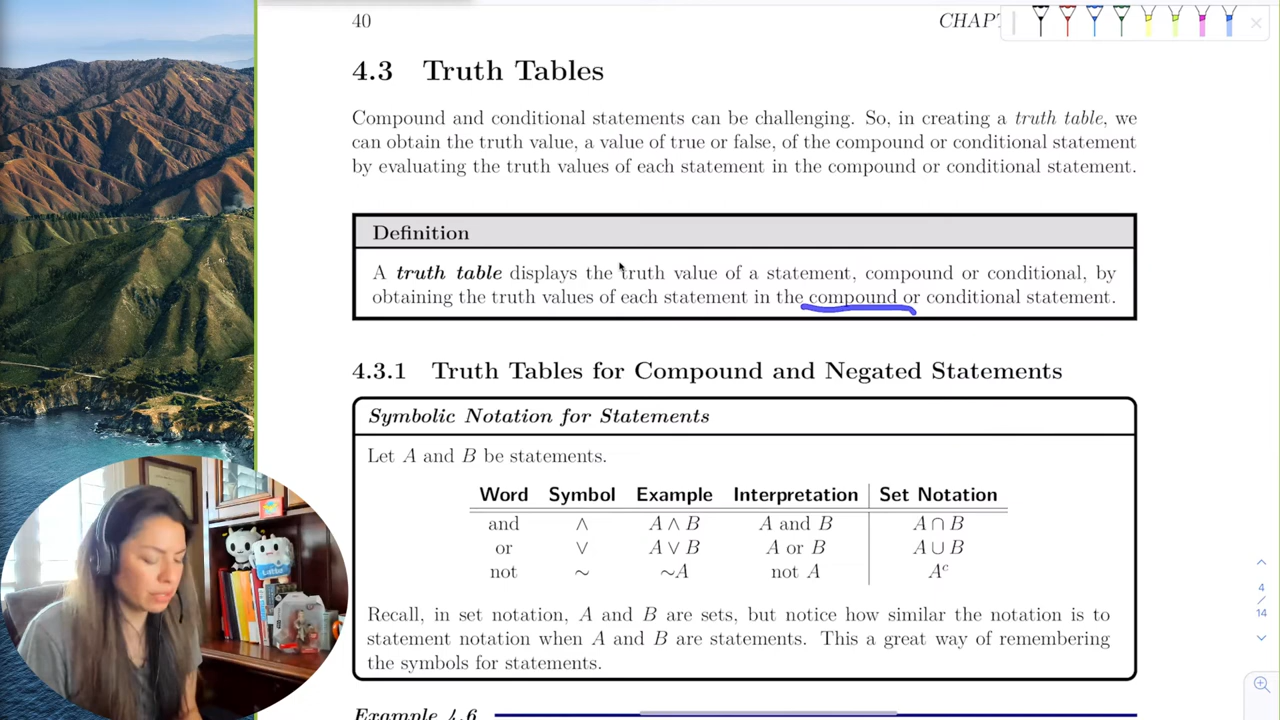 40
CHAPT
4.3 Truth Tables
Compound and conditional statements can be challenging. So, in creating a truth table, we
can obtain the truth value, a value of true or false, of the compound or conditional statement
by evaluating the truth values of each statement in the compound or conditional statement.
Definition
A truth table displays the truth value of a statement, compound or conditional, by
obtaining the truth values of each statement in the compound or conditional statement.
4.3.1 Truth Tables for Compound and Negated Statements
Symbolic Notation for Statements
Let A and B be statements.
Word Symbol Example Interpretation Set Notation
and ∧ A ∧ B A and B A ∩ B
or ∨ A ∨ B A or B A ∪ B
not ∼ ∼A not A Aᶜ
Recall, in set notation, A and B are sets, but notice how similar the notation is to
statement notation when A and B are statements. This a great way of remembering
the symbols for statements.
Example 4.6
4
/
14